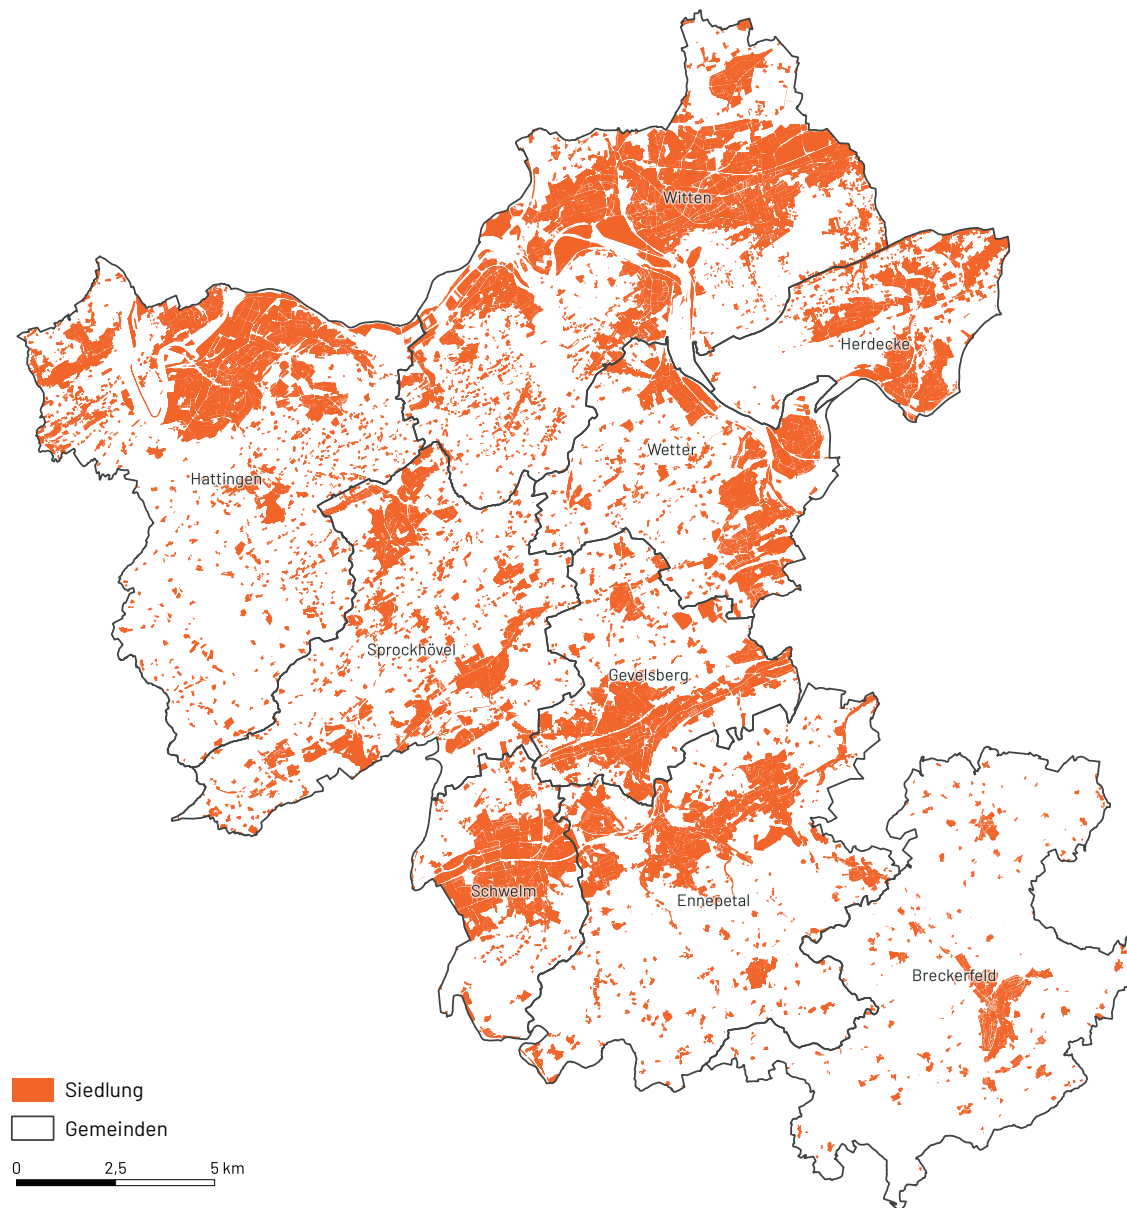 Witten
Herdecke
Wetter
Hattingen
Sprockhövel
Gevelsberg
Schwelm
Ennepetal
Breckerfeld
Siedlung
Gemeinden
0 2,5 5 km